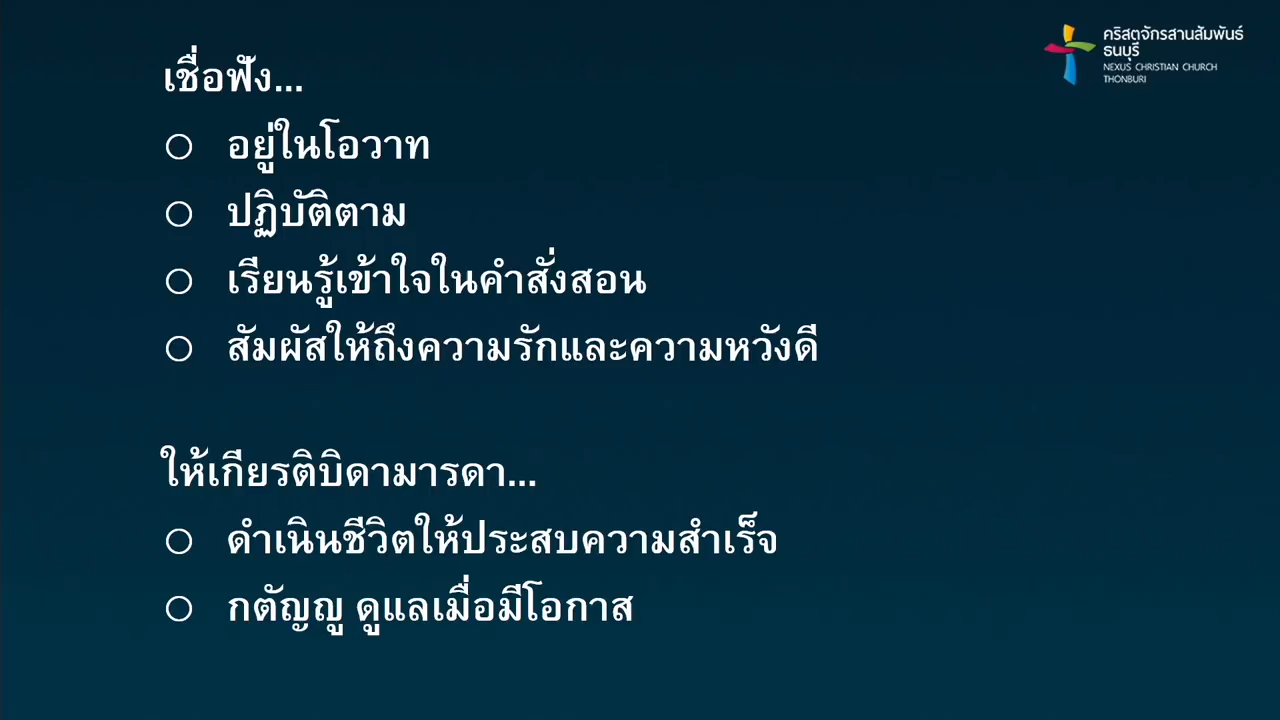 คริสตจักรสานสัมพันธ์
ธนบุรี
NEXUS CHRISTIAN CHURCH
THONBURI
เชื่อฟัง...
○ อยู่ในโอวาท
○ ปฏิบัติตาม
○ เรียนรู้เข้าใจในคำสั่งสอน
○ สัมผัสให้ถึงความรักและความหวังดี
ให้เกียรติบิดามารดา...
○ ดำเนินชีวิตให้ประสบความสำเร็จ
○ กตัญญู ดูแลเมื่อมีโอกาส